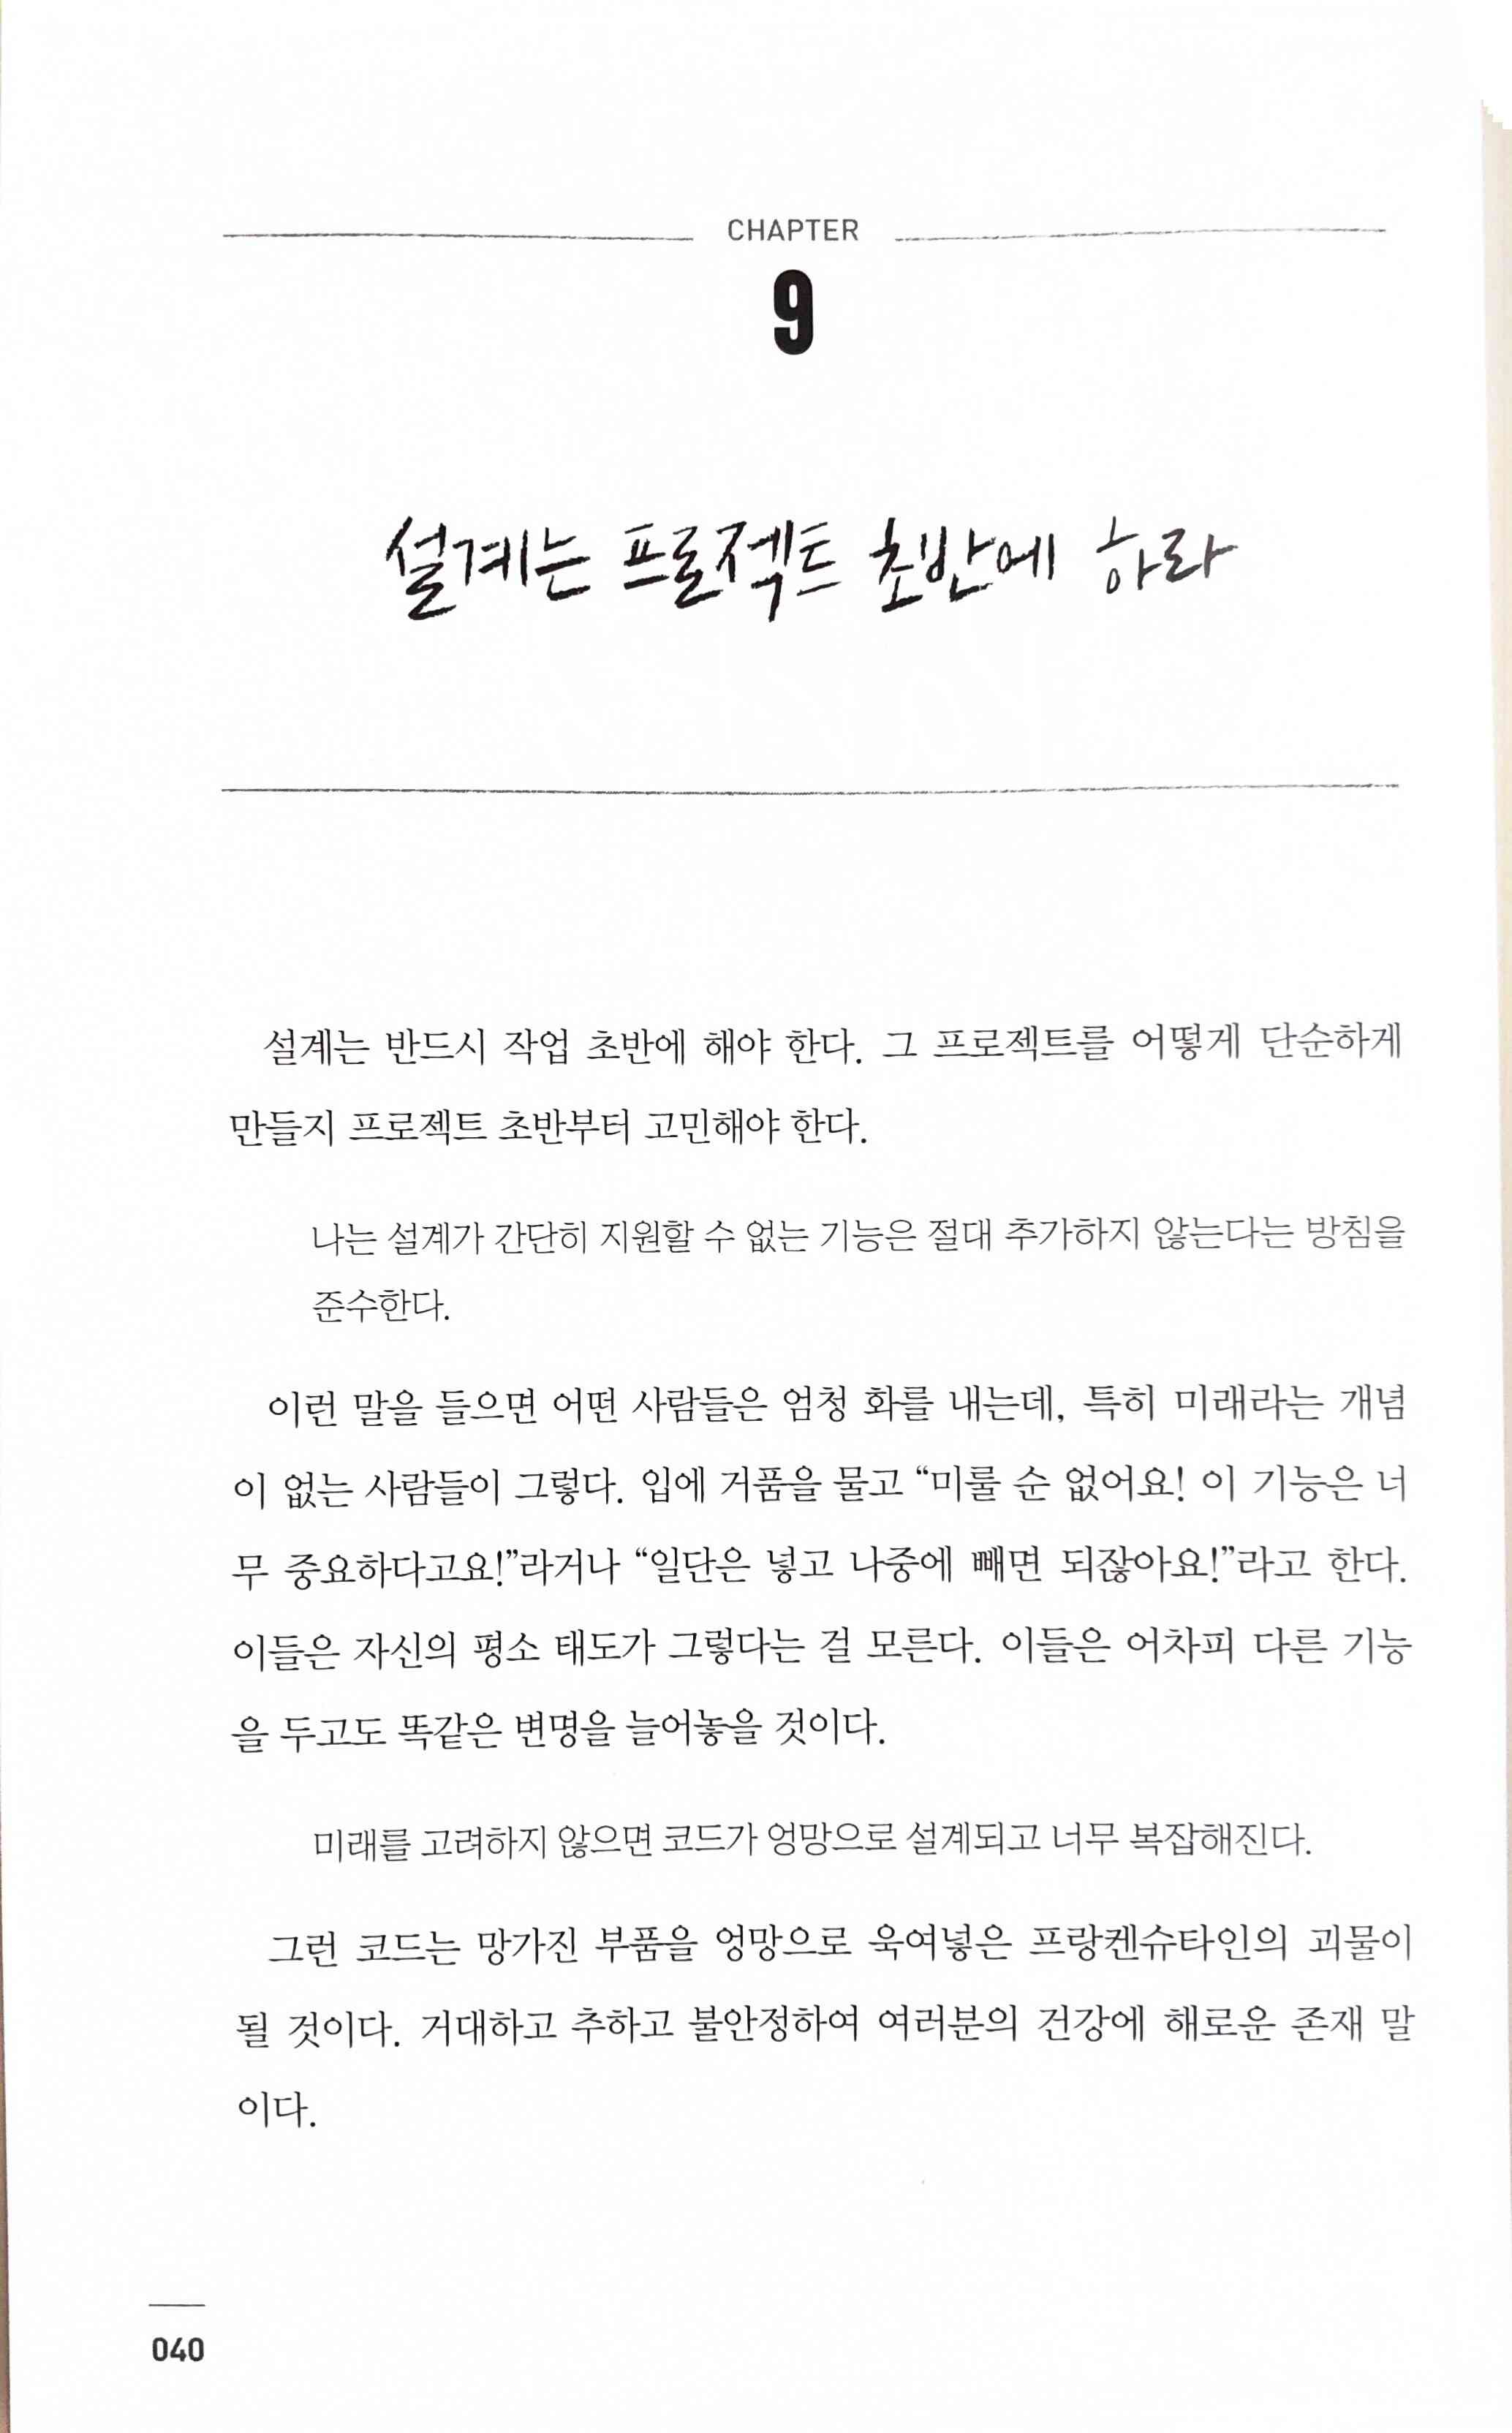 CHAPTER
9
설계는 프로젝트 초반에 하라
설계는 반드시 작업 초반에 해야 한다. 그 프로젝트를 어떻게 단순하게
만들지 프로젝트 초반부터 고민해야 한다.
나는 설계가 간단히 지원할 수 없는 기능은 절대 추가하지 않는다는 방침을
준수한다.
이런 말을 들으면 어떤 사람들은 엄청 화를 내는데, 특히 미래라는 개념
이 없는 사람들이 그렇다. 입에 거품을 물고 “미룰 순 없어요! 이 기능은 너
무 중요하다고요!”라거나 “일단은 넣고 나중에 빼면 되잖아요!”라고 한다.
이들은 자신의 평소 태도가 그렇다는 걸 모른다. 이들은 어차피 다른 기능
을 두고도 똑같은 변명을 늘어놓을 것이다.
미래를 고려하지 않으면 코드가 엉망으로 설계되고 너무 복잡해진다.
그런 코드는 망가진 부품을 엉망으로 욱여넣은 프랑켄슈타인의 괴물이
될 것이다. 거대하고 추하고 불안정하여 여러분의 건강에 해로운 존재 말
이다.
040